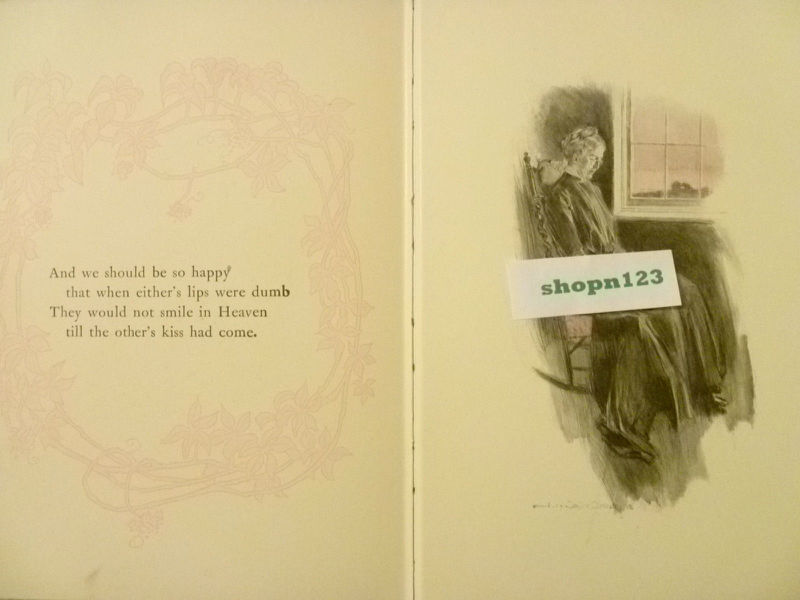 And we should be so happy
that when either's lips were dumb
They would not smile in Heaven
till the other's kiss had come.
shopn123